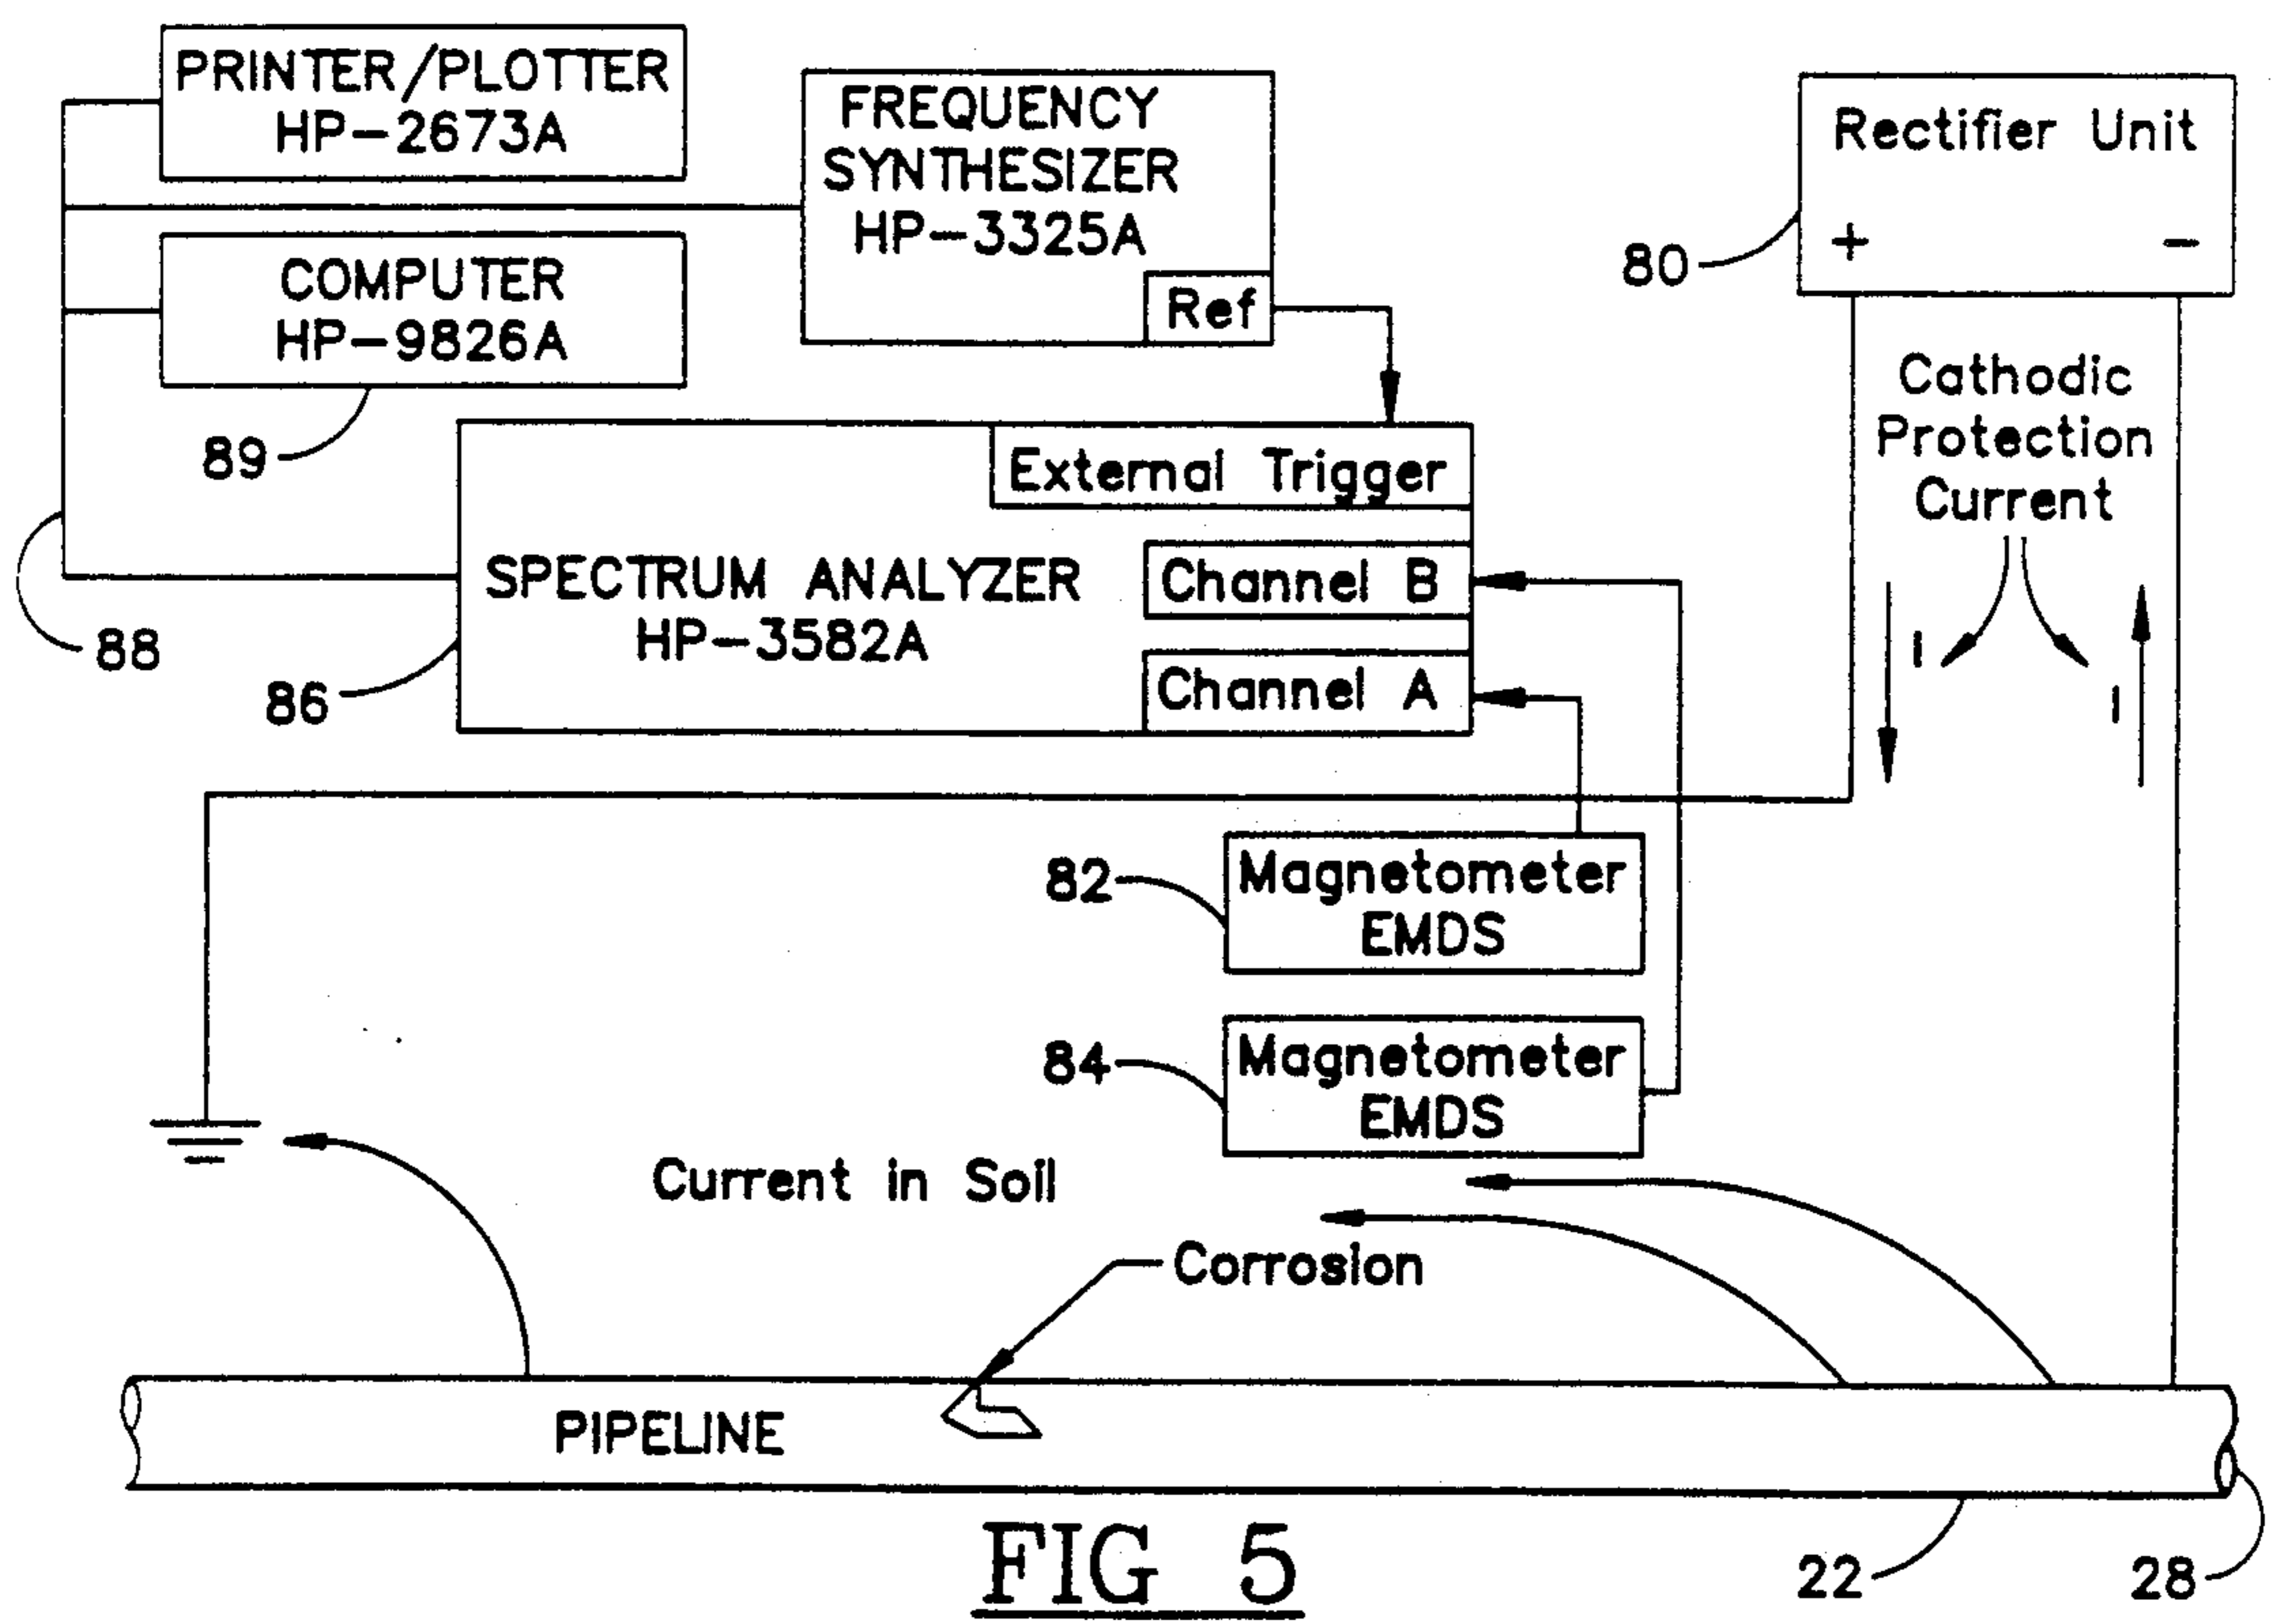 PRINTER/PLOTTER
HP-2673A
FREQUENCY
SYNTHESIZER
HP-3325A
Ref
Rectifier Unit
+ −
80
COMPUTER
HP-9826A
89
Cathodic
Protection
Current
External Trigger
SPECTRUM ANALYZER
HP-3582A
Channel B
Channel A
88
86
I
I
82
Magnetometer
EMDS
84
Magnetometer
EMDS
Current in Soil
Corrosion
PIPELINE
22
28
FIG 5